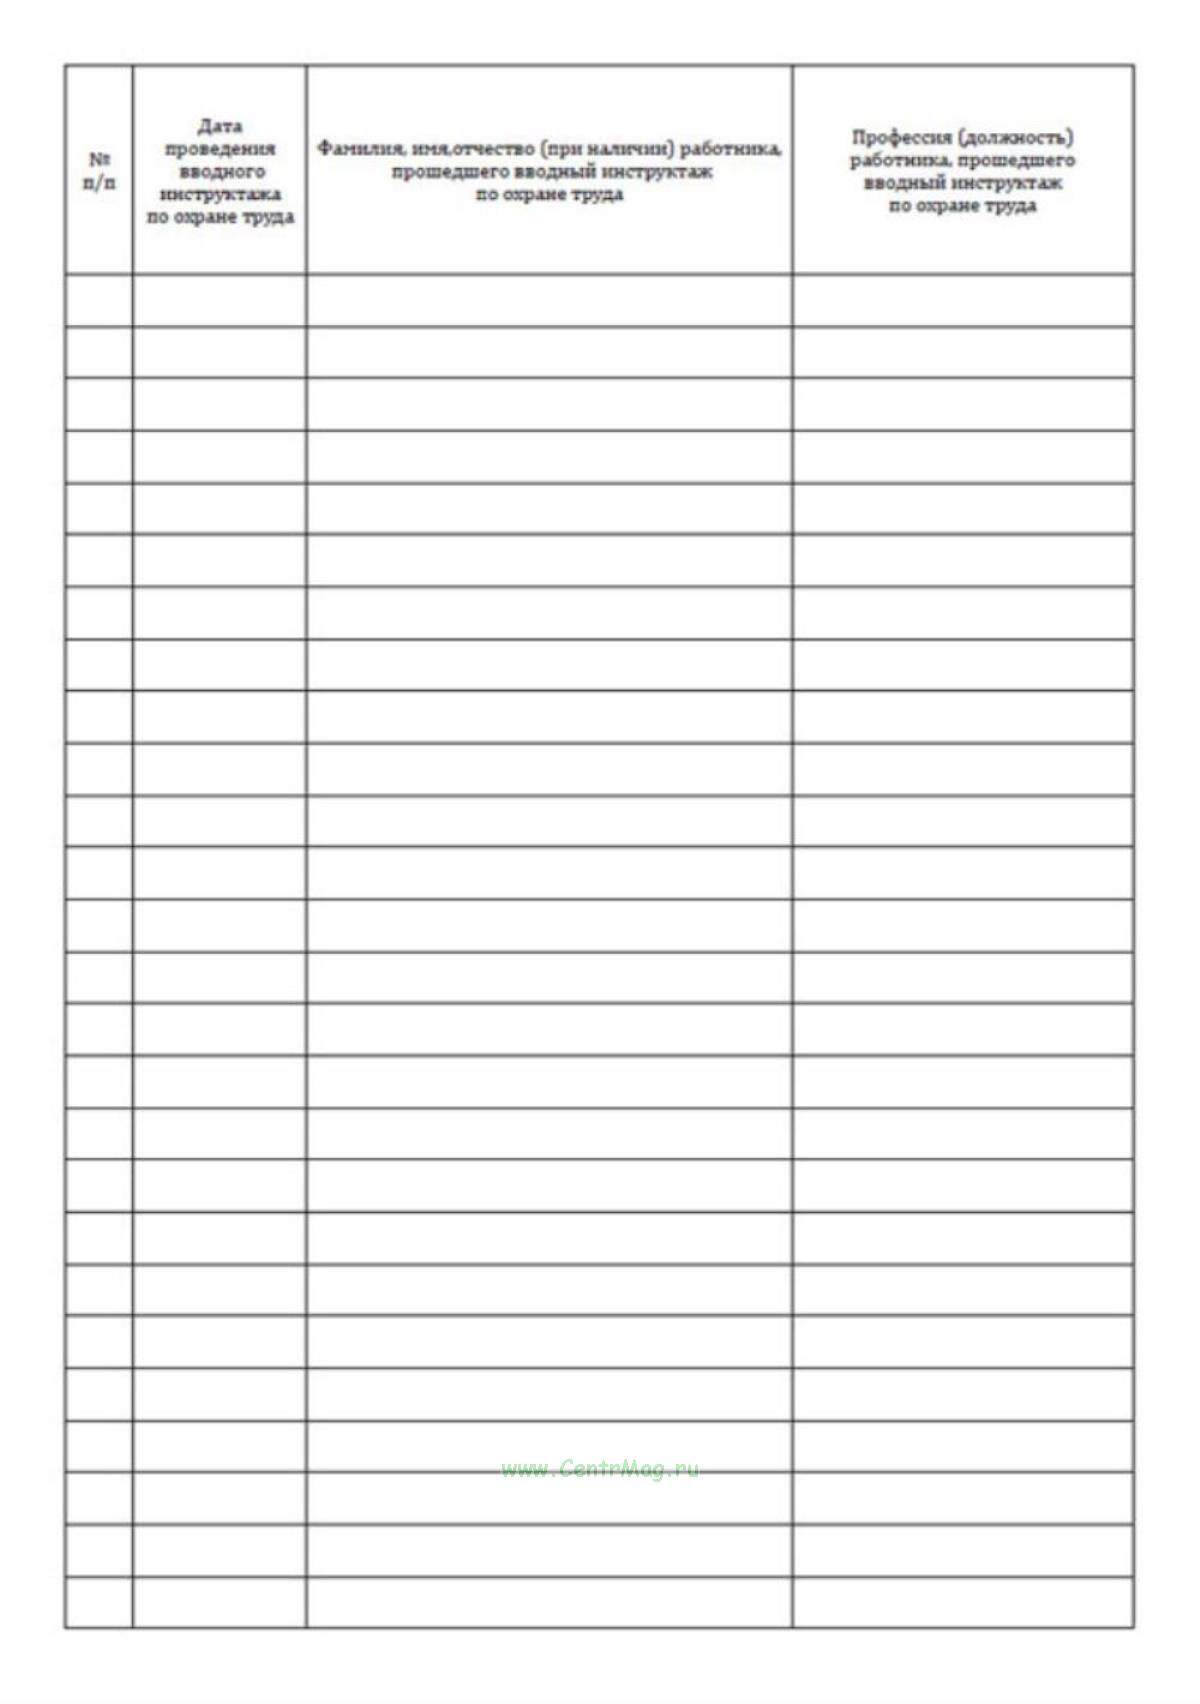 №
п/п
Дата
проведения
вводного
инструктажа
по охране труда
Фамилия, имя,отчество (при наличии) работника,
прошедшего вводный инструктаж
по охране труда
Профессия (должность)
работника, прошедшего
вводный инструктаж
по охране труда
www.CentrMag.ru